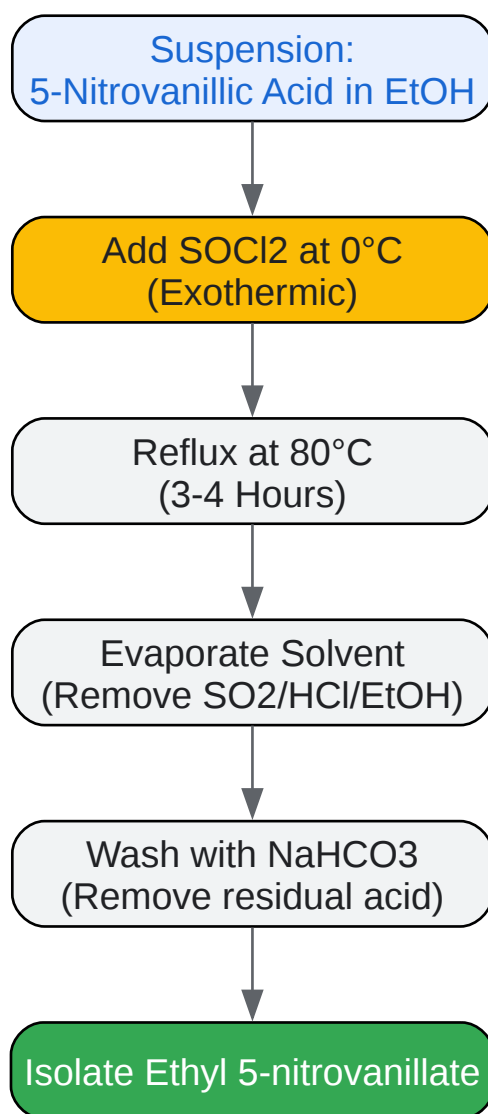 Suspension:
5-Nitrovanillic Acid in EtOH
Add SOCl2 at 0°C
(Exothermic)
Reflux at 80°C
(3-4 Hours)
Evaporate Solvent
(Remove SO2/HCl/EtOH)
Wash with NaHCO3
(Remove residual acid)
Isolate Ethyl 5-nitrovanillate